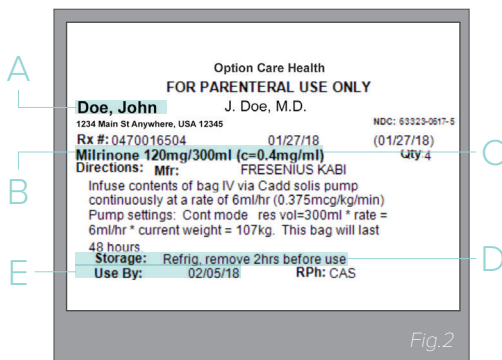 Option Care Health
FOR PARENTERAL USE ONLY
A
Doe, John J. Doe, M.D.
1234 Main St Anywhere, USA 12345 NDC: 63323-0617-5
Rx #: 0470016504 01/27/18 (01/27/18)
B Milrinone 120mg/300ml (c=0.4mg/ml) Qty 4 C
Directions: Mfr: FRESENIUS KABI
Infuse contents of bag IV via Cadd solis pump
continuously at a rate of 6ml/hr (0.375mcg/kg/min)
Pump settings: Cont mode res vol=300ml * rate =
6ml/hr * current weight = 107kg. This bag will last
48 hours.
Storage: Refrig, remove 2hrs before use D
E Use By: 02/05/18 RPh: CAS
Fig.2